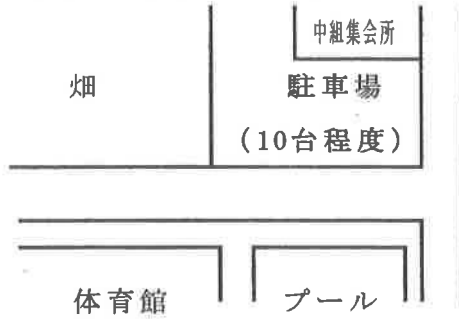 中組集会所
畑
駐車場
(10台程度)
体育館
プール